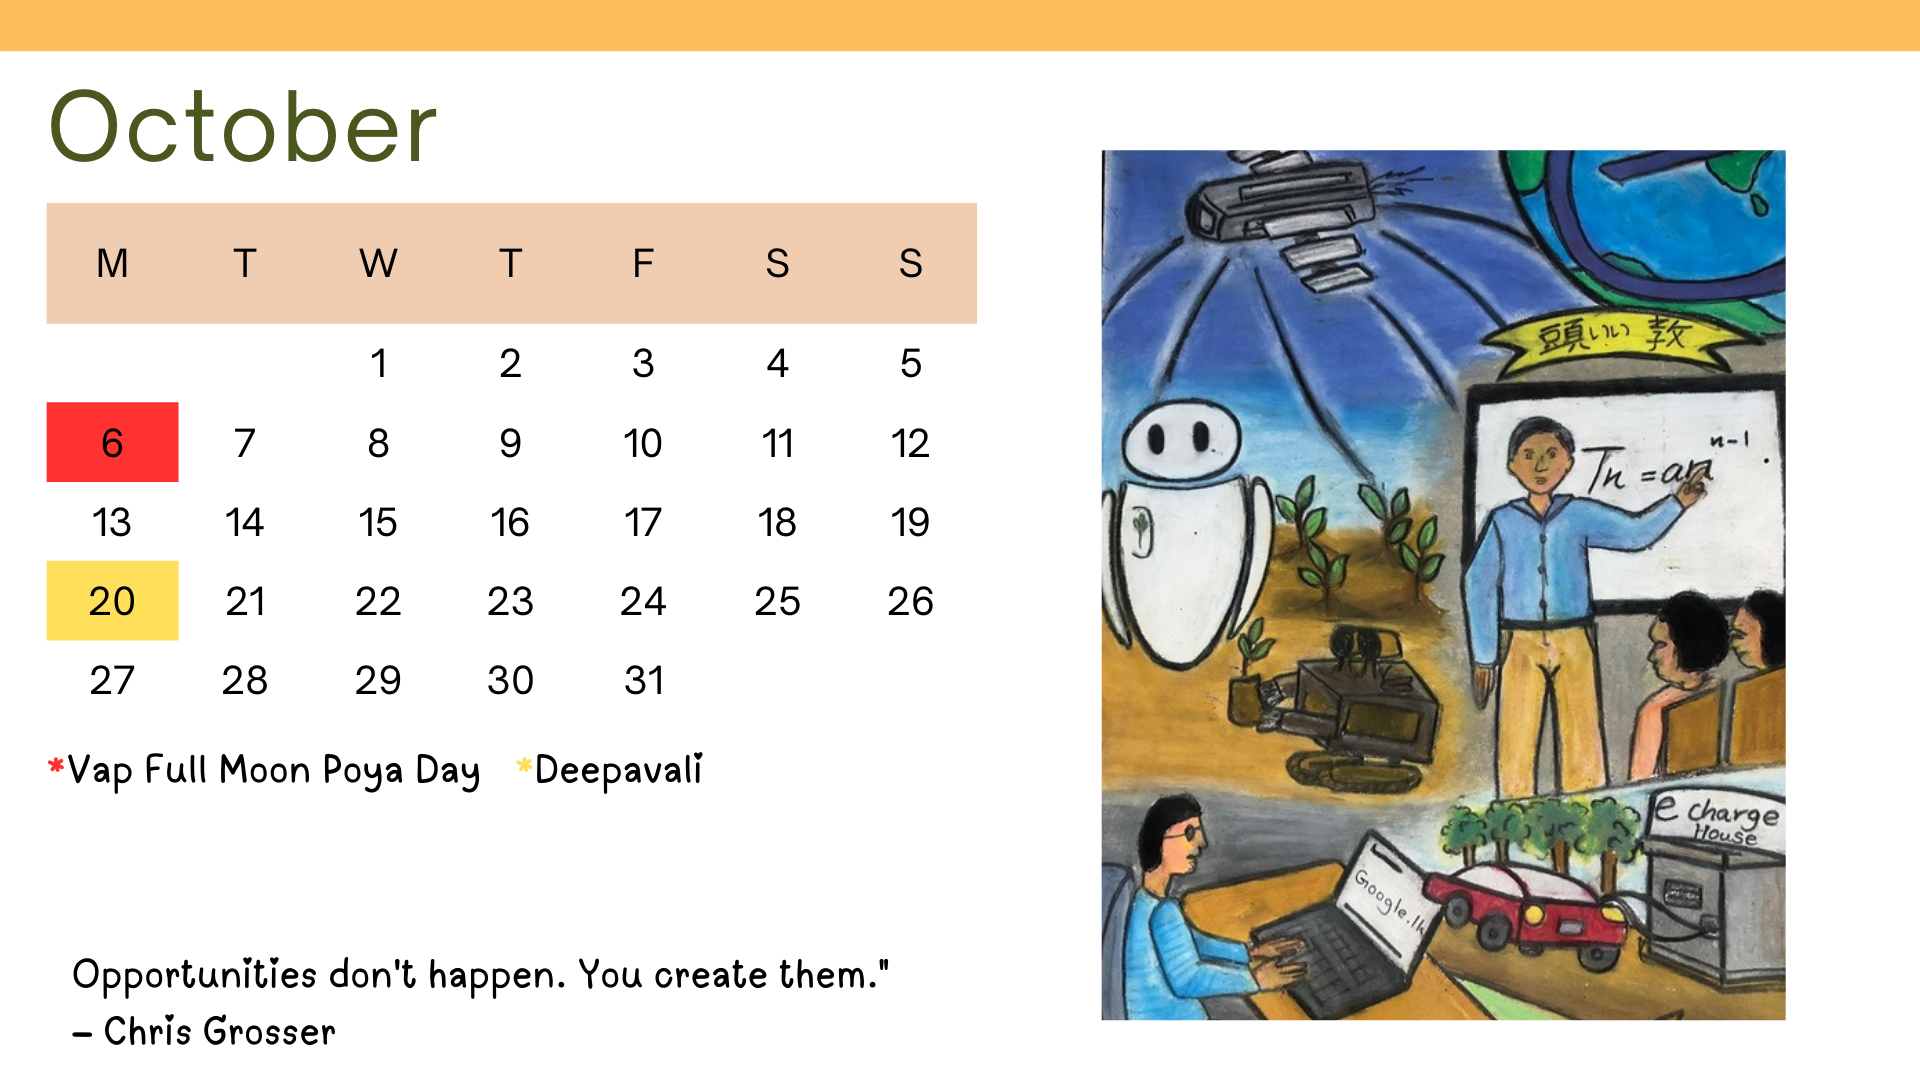 October
M T W T F S S
1 2 3 4 5
6 7 8 9 10 11 12
13 14 15 16 17 18 19
20 21 22 23 24 25 26
27 28 29 30 31
*Vap Full Moon Poya Day *Deepavali
Opportunities don't happen. You create them."
– Chris Grosser
頭いい 教
n-1
Tn = ar
e charge
House
Google.lk